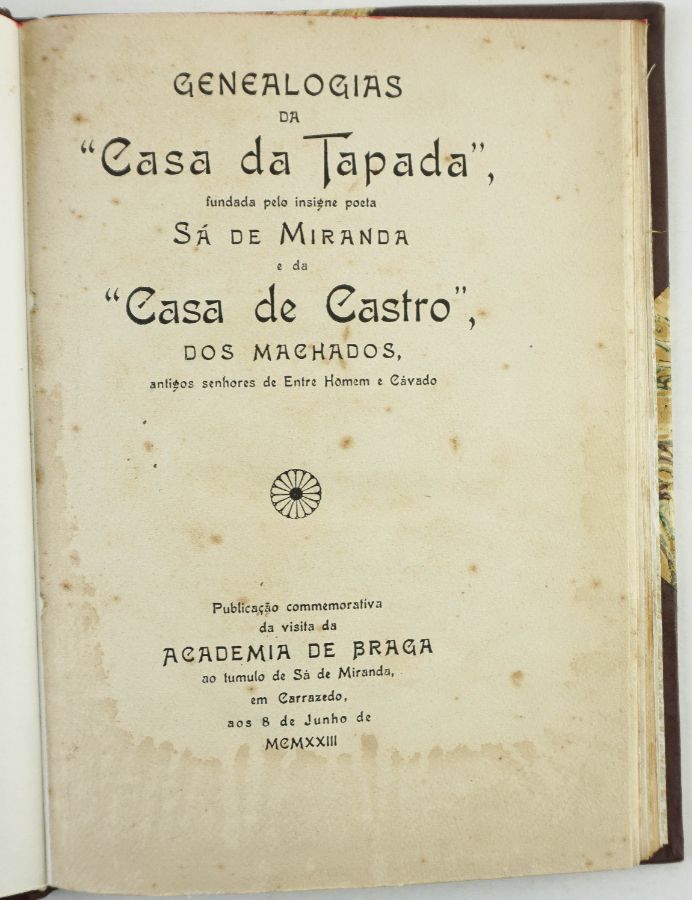 GENEALOGIAS
DA
“Casa da Tapada”,
fundada pelo insigne poeta
SÁ DE MIRANDA
e da
“Casa de Castro”,
DOS MACHADOS,
antigos senhores de Entre Homem e Cávado
Publicação commemorativa
da visita da
ACADEMIA DE BRAGA
ao tumulo de Sá de Miranda,
em Carrazedo,
aos 8 de Junho de
MCMXXIII